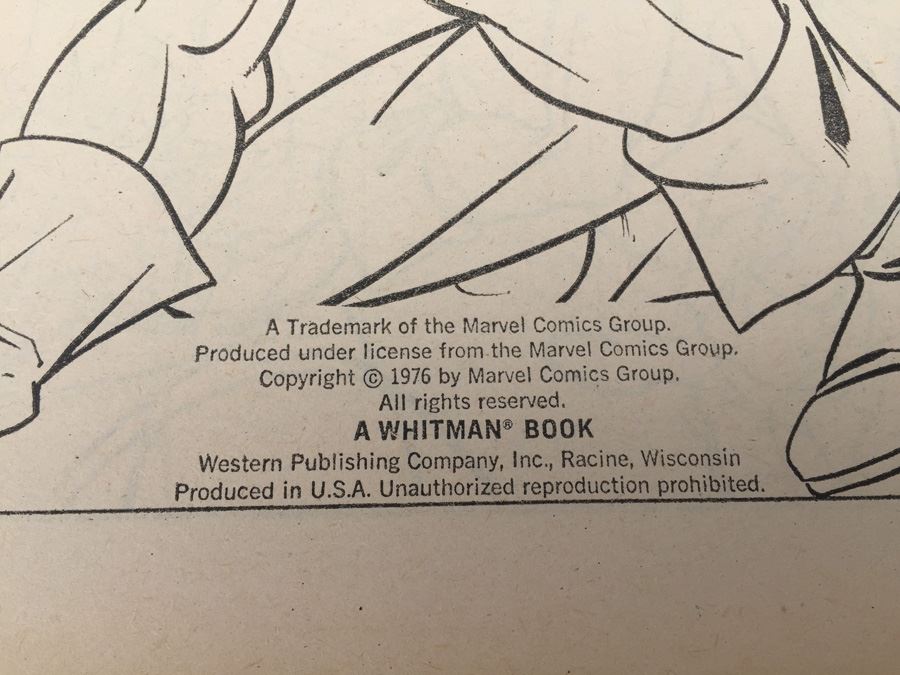 A Trademark of the Marvel Comics Group.
Produced under license from the Marvel Comics Group.
Copyright © 1976 by Marvel Comics Group.
All rights reserved.
A WHITMAN® BOOK
Western Publishing Company, Inc., Racine, Wisconsin
Produced in U.S.A. Unauthorized reproduction prohibited.